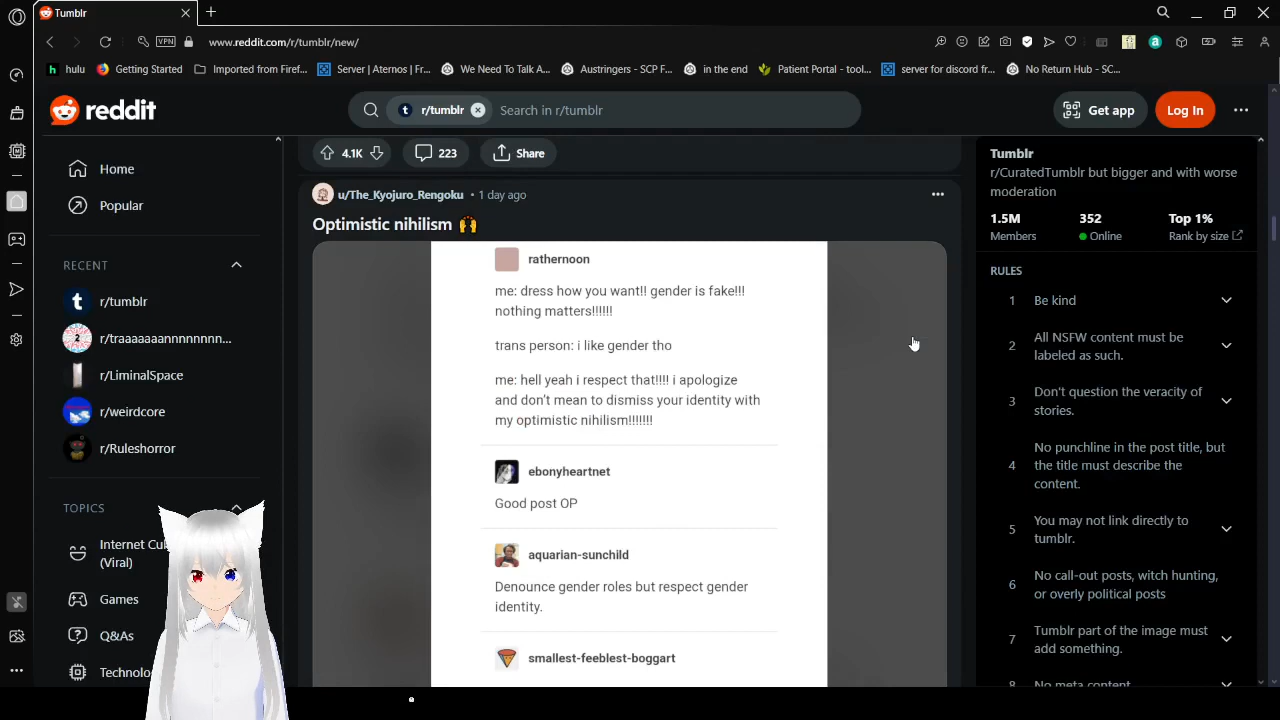 Tumblr
www.reddit.com/r/tumblr/new/
VPN
hulu
Getting Started
Imported from Firef...
Server | Aternos | Fr...
We Need To Talk A...
Austringers - SCP F...
in the end
Patient Portal - tool...
server for discord fr...
No Return Hub - SC...
reddit
r/tumblr
Search in r/tumblr
Get app
Log In
Home
Popular
RECENT
r/tumblr
r/traaaaaaannnnnnnn...
r/LiminalSpace
r/weirdcore
r/Ruleshorror
TOPICS
Internet Cul
(Viral)
Games
Q&As
Technolo
4.1K
223
Share
u/The_Kyojuro_Rengoku • 1 day ago
Optimistic nihilism 🙌
rathernoon
me: dress how you want!! gender is fake!!!
nothing matters!!!!!!
trans person: i like gender tho
me: hell yeah i respect that!!!! i apologize
and don't mean to dismiss your identity with
my optimistic nihilism!!!!!!!
ebonyheartnet
Good post OP
aquarian-sunchild
Denounce gender roles but respect gender
identity.
smallest-feeblest-boggart
Tumblr
r/CuratedTumblr but bigger and with worse
moderation
1.5M
352
Top 1%
Members
Online
Rank by size
RULES
1 Be kind
2 All NSFW content must be
labeled as such.
3 Don't question the veracity of
stories.
4 No punchline in the post title, but
the title must describe the
content.
5 You may not link directly to
tumblr.
6 No call-out posts, witch hunting,
or overly political posts
7 Tumblr part of the image must
add something.
8 No meta content